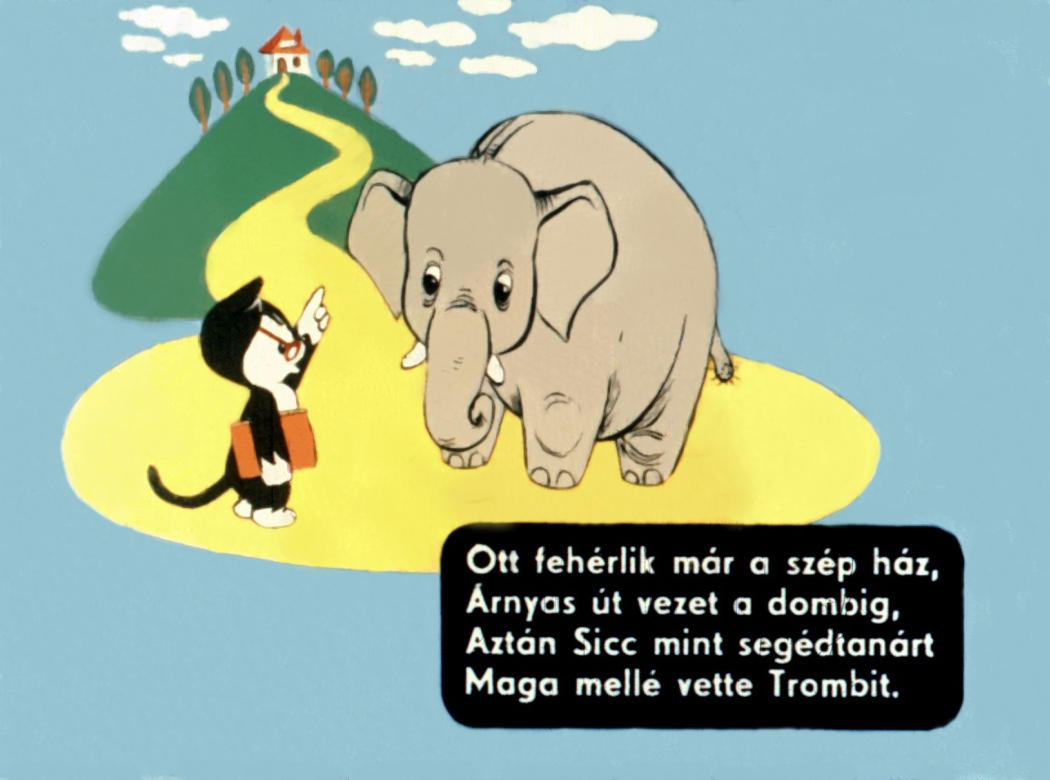 Ott fehérlik már a szép ház,
Árnyas út vezet a dombig,
Aztán Sicc mint segédtanárt
Maga mellé vette Trombit.